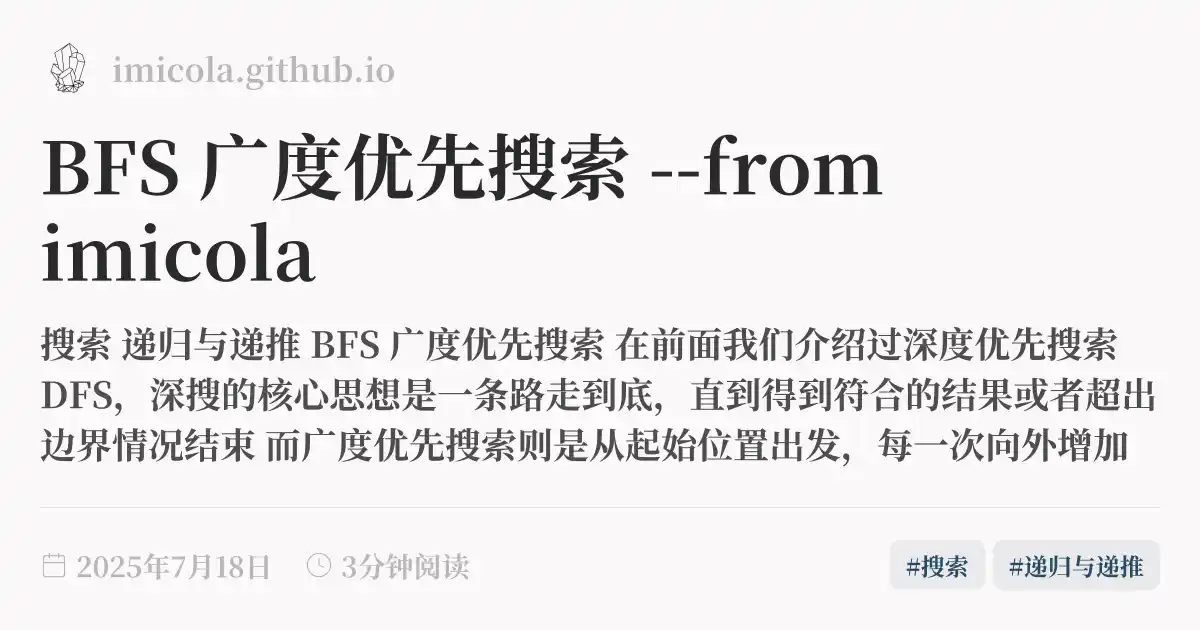 imicola.github.io
BFS 广度优先搜索 --from
imicola
搜索 递归与递推 BFS 广度优先搜索 在前面我们介绍过深度优先搜索
DFS，深搜的核心思想是一条路走到底，直到得到符合的结果或者超出
边界情况结束 而广度优先搜索则是从起始位置出发，每一次向外增加
2025年7月18日 3分钟阅读 #搜索 #递归与递推